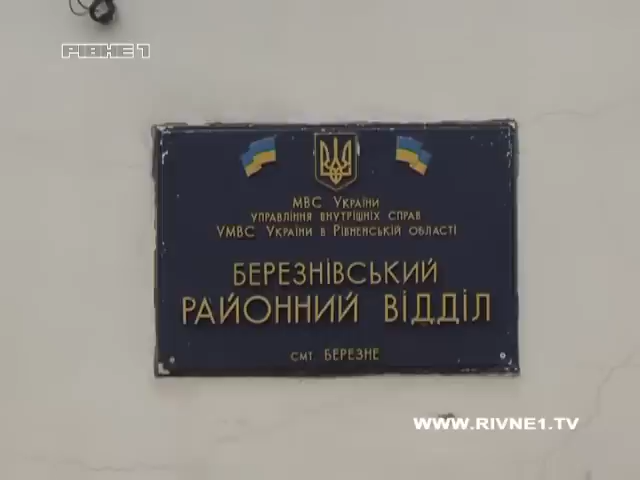 РІВНЕ 1
МВС УКРАЇНИ
УПРАВЛІННЯ ВНУТРІШНІХ СПРАВ
УМВС УКРАЇНИ В РІВНЕНСЬКІЙ ОБЛАСТІ
БЕРЕЗНІВСЬКИЙ
РАЙОННИЙ ВІДДІЛ
СМТ. БЕРЕЗНЕ
WWW.RIVNE1.TV